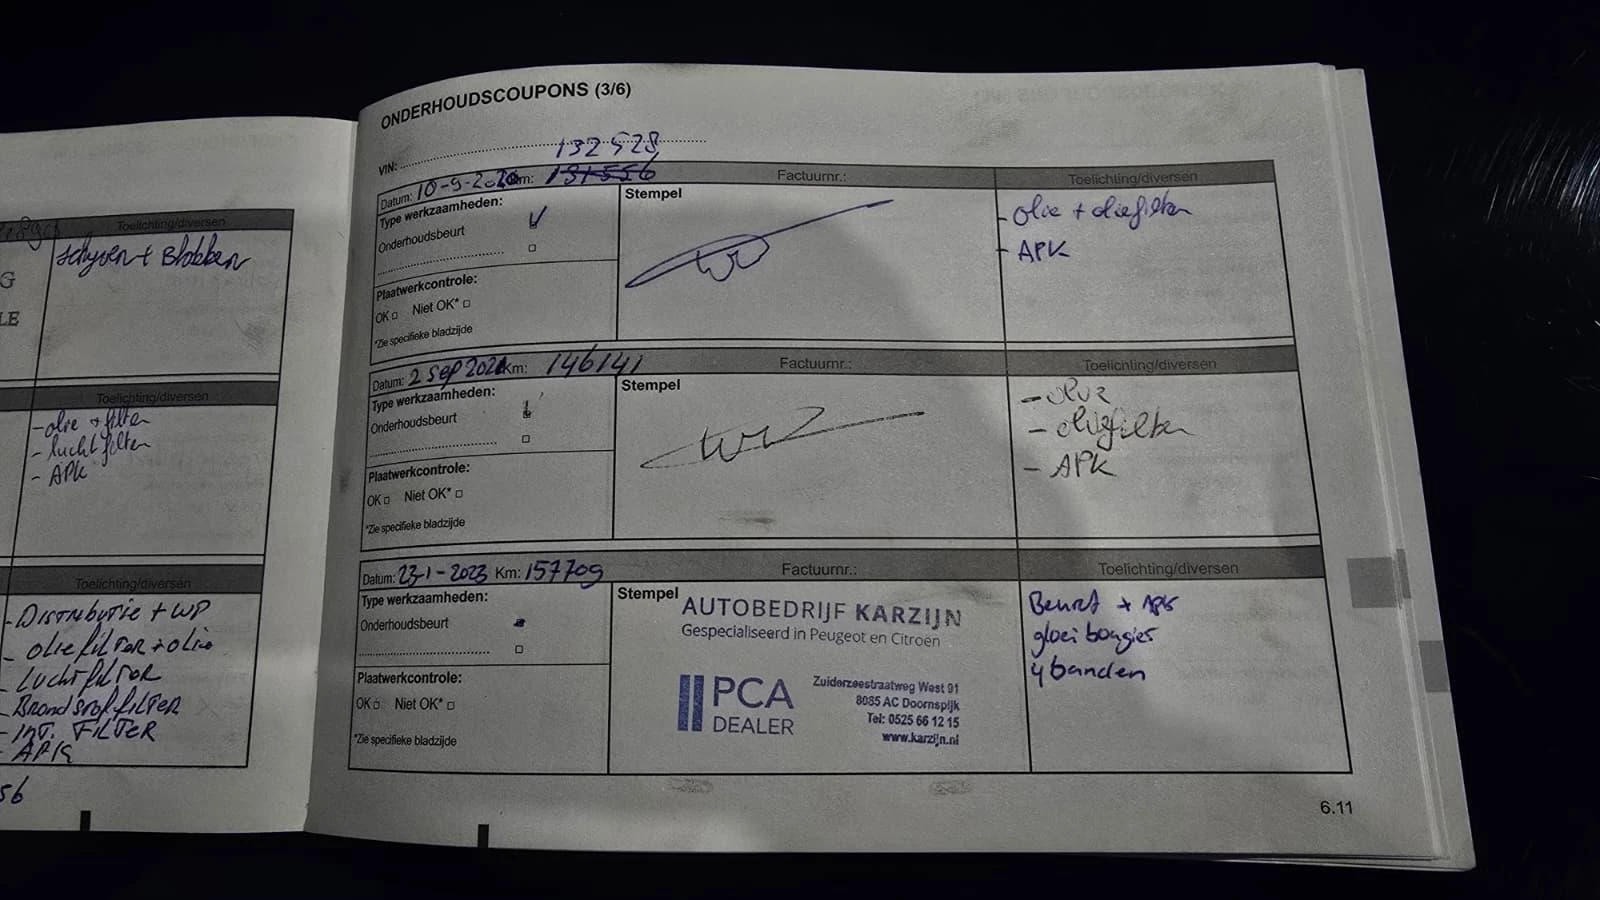 Toelichting/diversen
schyven + Blokken
G
LE
Toelichting/diversen
- olie + filter
- luchtfilter
- APK
Toelichting/diversen
- DISTRIBUTIE + WP
- OLIEFILTER + OLIE
- LUCHTFILTER
- BrandstofFILTER
- INT. FILTER
- APK
56
ONDERHOUDSCOUPONS (3/6)
VIN:
132528
Datum: 10-9-2020 Km: 131556 Factuurnr.: Toelichting/diversen
Type werkzaamheden:
Onderhoudsbeurt
Plaatwerkcontrole:
OK Niet OK*
*Zie specifieke bladzijde
Stempel
- olie + oliefilter
- APK
Datum: 2 sep 2021 Km: 146141 Factuurnr.: Toelichting/diversen
Type werkzaamheden:
Onderhoudsbeurt
Plaatwerkcontrole:
OK Niet OK*
*Zie specifieke bladzijde
Stempel
- oliefilter
- APK
Datum: 23-1-2023 Km: 157709 Factuurnr.: Toelichting/diversen
Type werkzaamheden:
Onderhoudsbeurt
Plaatwerkcontrole:
OK Niet OK*
*Zie specifieke bladzijde
Stempel
AUTOBEDRIJF KARZIJN
Gespecialiseerd in Peugeot en Citroën
PCA
DEALER
Zuiderzeestraatweg West 91
8085 AC Doornspijk
Tel: 0525 66 12 15
www.karzijn.nl
Beurt + APK
gloeibougies
4 banden
6.11